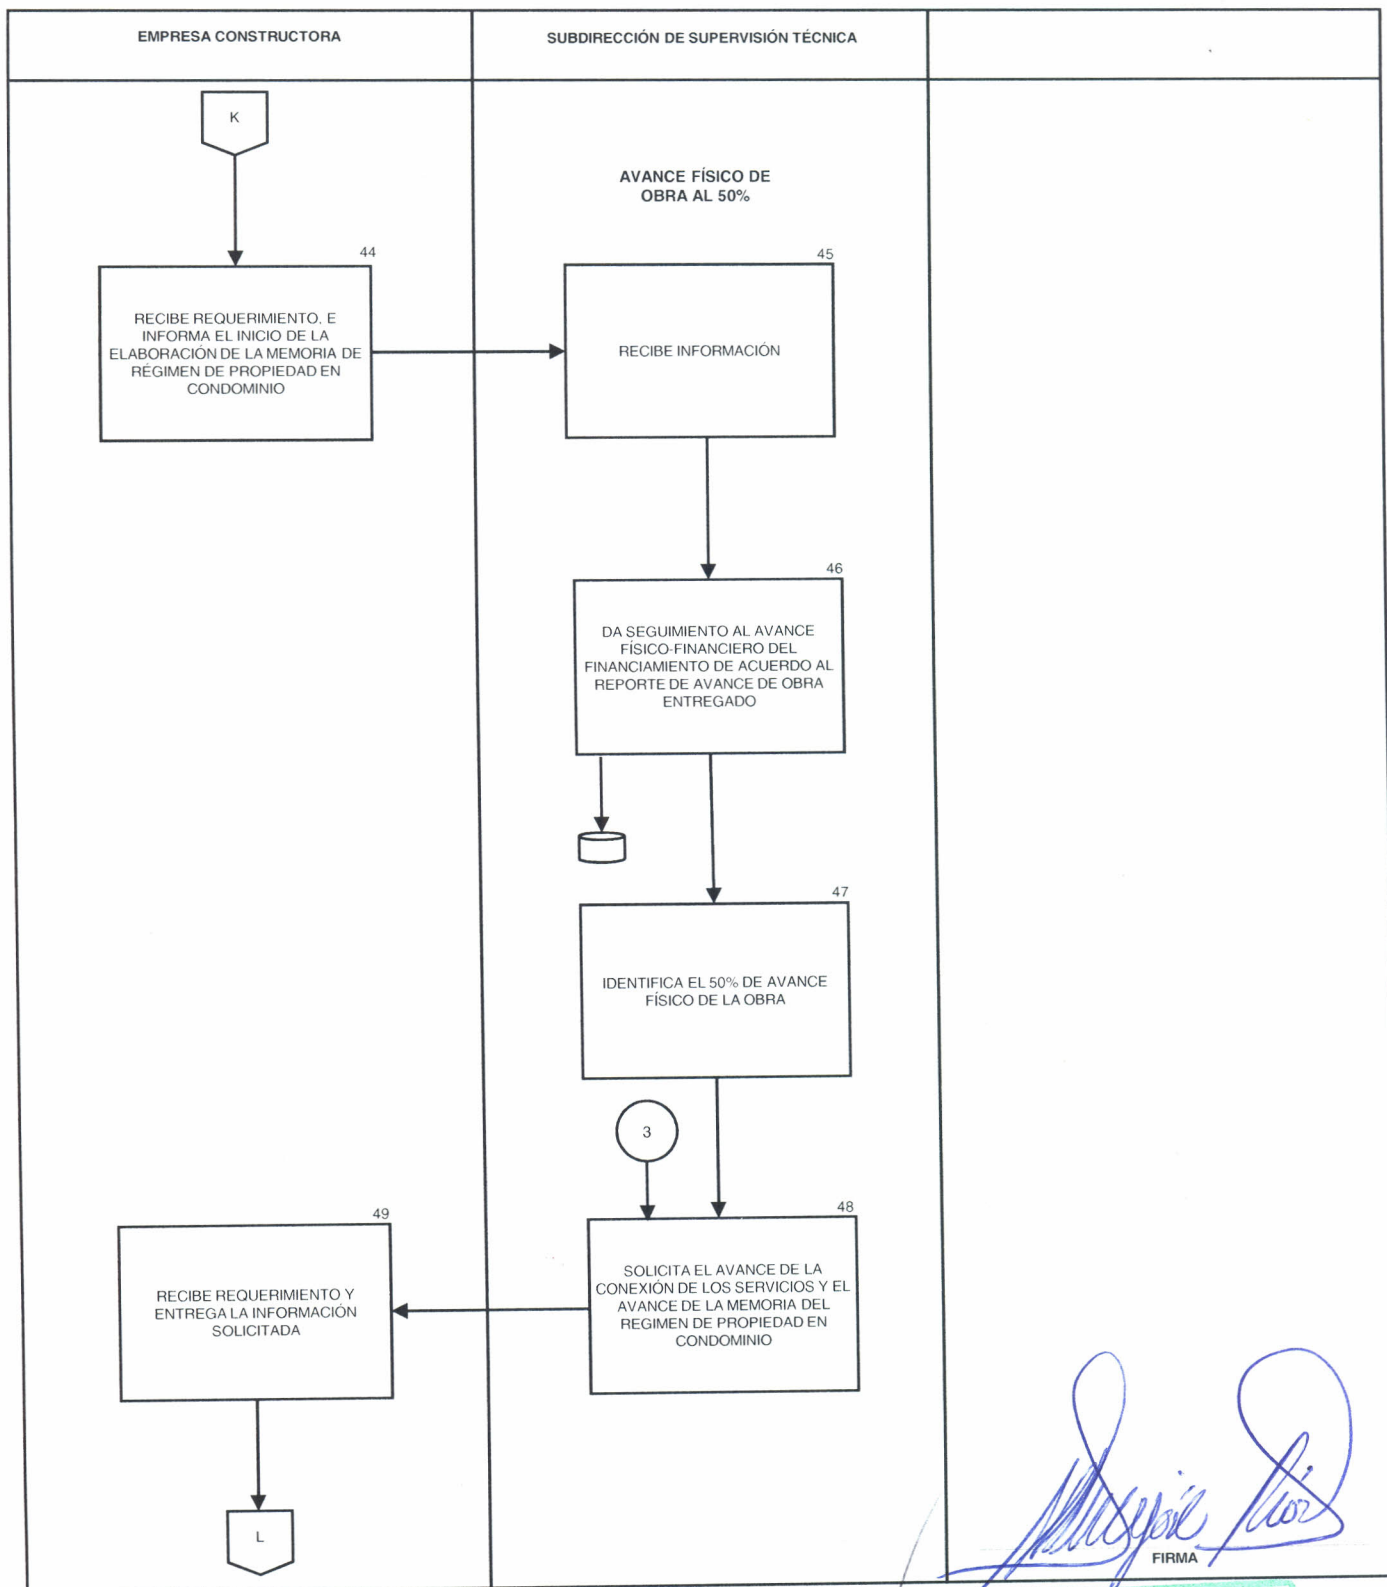 EMPRESA CONSTRUCTORA
SUBDIRECCIÓN DE SUPERVISIÓN TÉCNICA
K
AVANCE FÍSICO DE
OBRA AL 50%
44
RECIBE REQUERIMIENTO, E
INFORMA EL INICIO DE LA
ELABORACIÓN DE LA MEMORIA DE
RÉGIMEN DE PROPIEDAD EN
CONDOMINIO
45
RECIBE INFORMACIÓN
46
DA SEGUIMIENTO AL AVANCE
FÍSICO-FINANCIERO DEL
FINANCIAMIENTO DE ACUERDO AL
REPORTE DE AVANCE DE OBRA
ENTREGADO
47
IDENTIFICA EL 50% DE AVANCE
FÍSICO DE LA OBRA
3
48
SOLICITA EL AVANCE DE LA
CONEXIÓN DE LOS SERVICIOS Y EL
AVANCE DE LA MEMORIA DEL
REGIMEN DE PROPIEDAD EN
CONDOMINIO
49
RECIBE REQUERIMIENTO Y
ENTREGA LA INFORMACIÓN
SOLICITADA
L
FIRMA